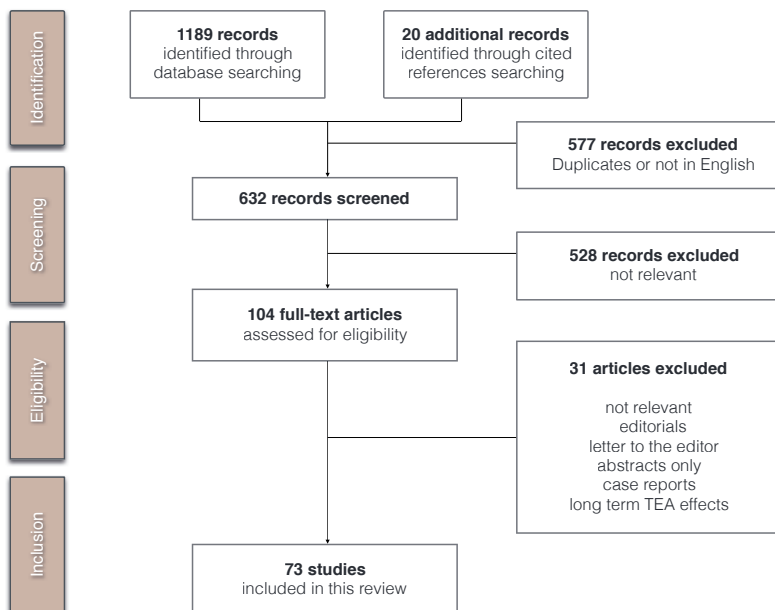 Identification
1189 records
identified through
database searching
20 additional records
identified through cited
references searching
577 records excluded
Duplicates or not in English
Screening
632 records screened
528 records excluded
not relevant
104 full-text articles
assessed for eligibility
Eligibility
31 articles excluded
not relevant
editorials
letter to the editor
abstracts only
case reports
long term TEA effects
Inclusion
73 studies
included in this review